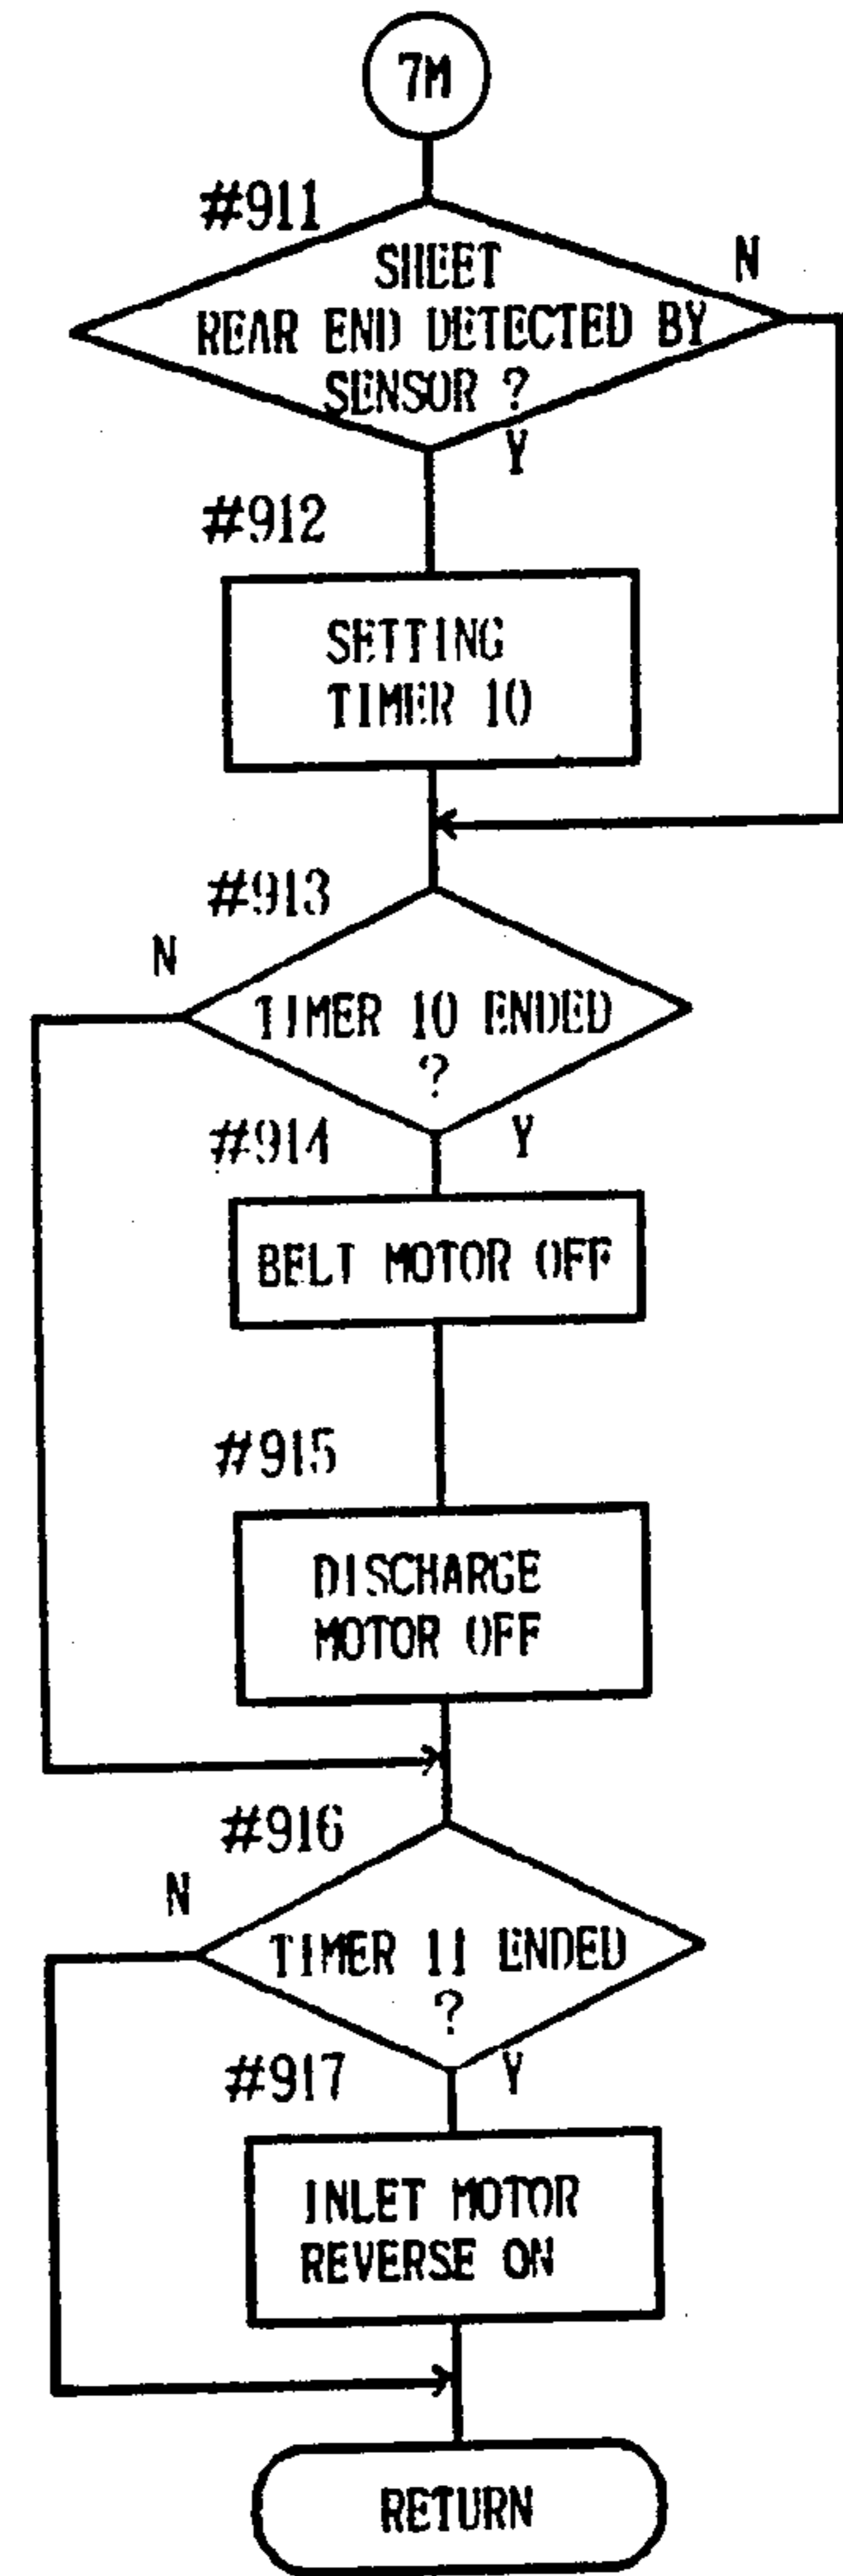 7M
#911
SHEET
N
REAR END DETECTED BY
SENSOR ?
Y
#912
SETTING
TIMER 10
#913
N
TIMER 10 ENDED
?
#914
Y
BELT MOTOR OFF
#915
DISCHARGE
MOTOR OFF
#916
N
TIMER 11 ENDED
?
#917
Y
INLET MOTOR
REVERSE ON
RETURN